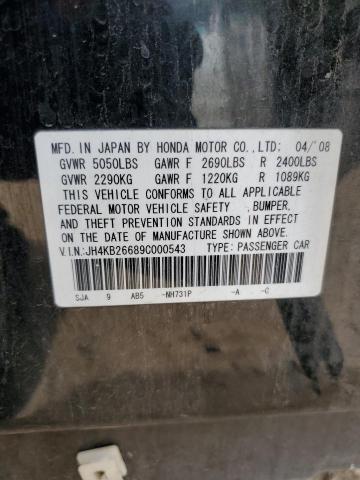 MFD. IN JAPAN BY HONDA MOTOR CO., LTD: 04/'08
GVWR 5050LBS GAWR F 2690LBS R 2400LBS
GVWR 2290KG GAWR F 1220KG R 1089KG
THIS VEHICLE CONFORMS TO ALL APPLICABLE
FEDERAL MOTOR VEHICLE SAFETY , BUMPER,
AND THEFT PREVENTION STANDARDS IN EFFECT
ON THE DATE OF MANUFACTURE SHOWN ABOVE.
V.I.N:JH4KB26689C000543 TYPE: PASSENGER CAR
SJA 9 AB5 -NH731P -A -C